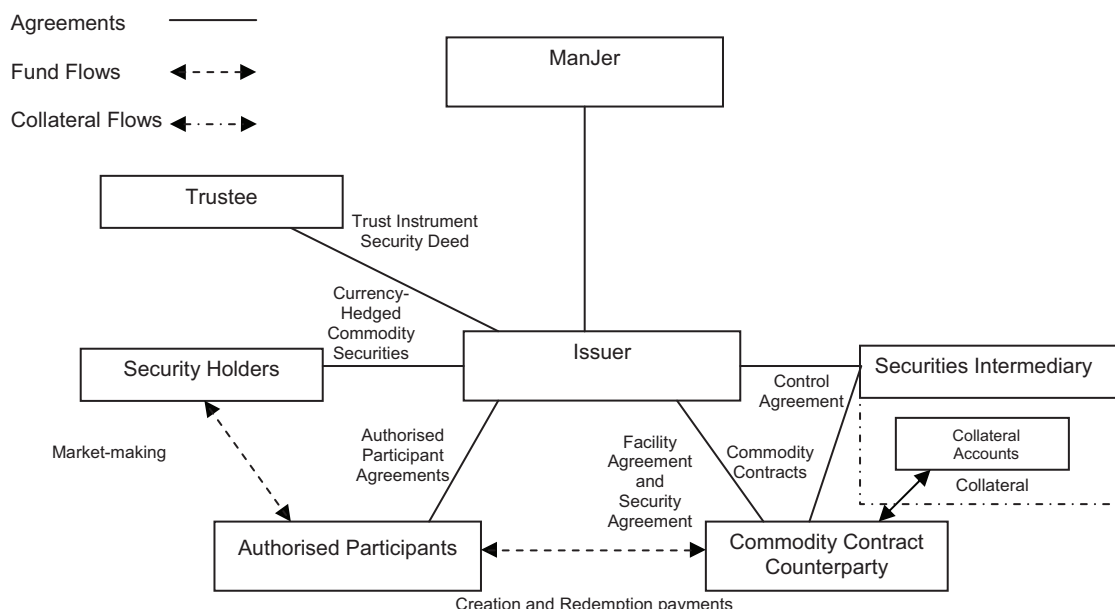 Agreements
Fund Flows
Collateral Flows
ManJer
Trustee
Trust Instrument
Security Deed
Currency-
Hedged
Commodity
Securities
Issuer
Security Holders
Securities Intermediary
Control
Agreement
Collateral
Accounts
Collateral
Market-making
Authorised
Participant
Agreements
Facility
Agreement
and
Security
Agreement
Commodity
Contracts
Authorised Participants
Commodity Contract
Counterparty
Creation and Redemption payments